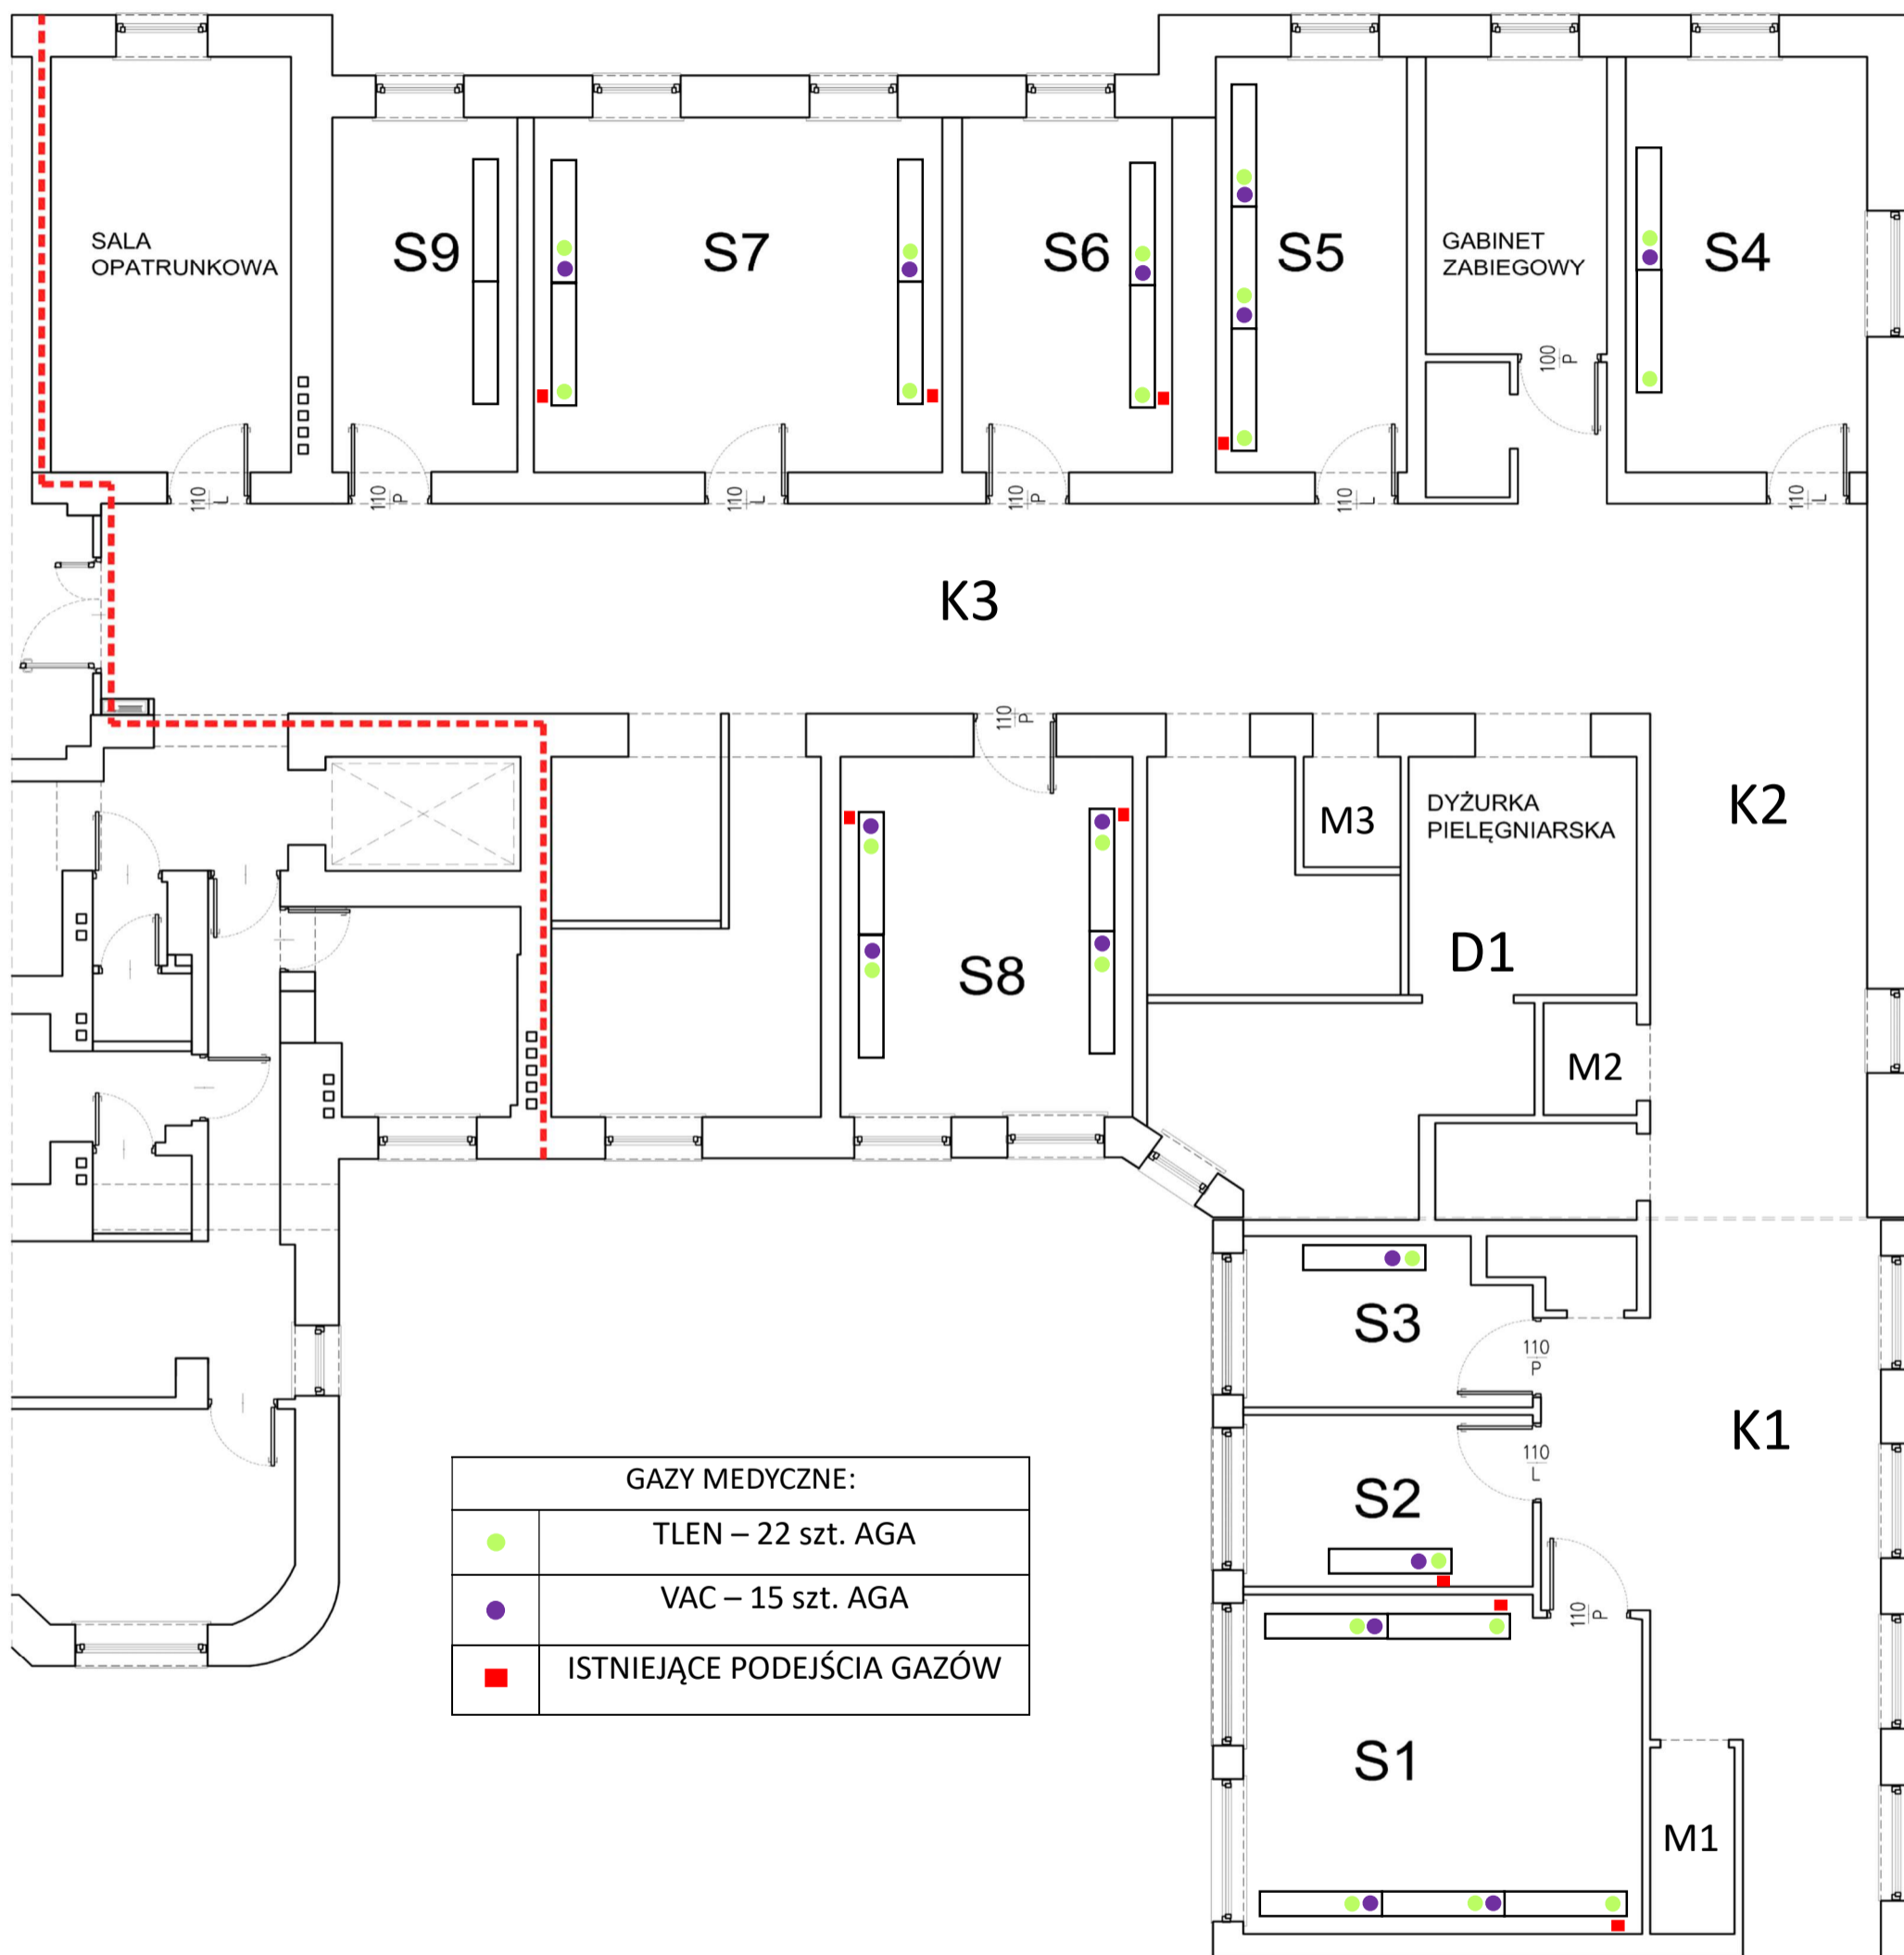 SALA
OPATRUNKOWA
S9
S7
S6
S5
GABINET
ZABIEGOWY
S4
100
P
110
L
110
P
110
L
110
P
110
L
110
L
K3
110
P
M3
DYŻURKA
PIELĘGNIARSKA
K2
D1
S8
M2
S3
110
P
K1
110
L
S2
110
P
GAZY MEDYCZNE:
TLEN – 22 szt. AGA
VAC – 15 szt. AGA
ISTNIEJĄCE PODEJŚCIA GAZÓW
S1
M1